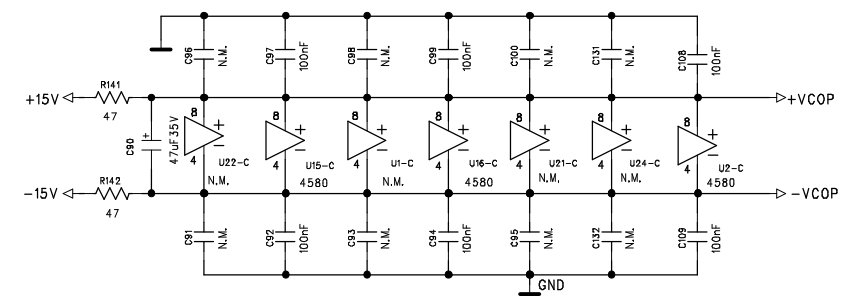 C96 N.M. C97 100nF C98 N.M. C99 100nF C100 N.M. C131 N.M. C108 100nF
R141
+15V 47 +VCOP
C90 + 47uF35V
8 + - 4 U22-C N.M.
8 + - 4 U15-C 4580
8 + - 4 U1-C N.M.
8 + - 4 U16-C 4580
8 + - 4 U21-C N.M.
8 + - 4 U24-C N.M.
8 + - 4 U2-C 4580
R142
-15V 47 -VCOP
C91 N.M. C92 100nF C93 N.M. C94 100nF C95 N.M. C132 N.M. C109 100nF
GND